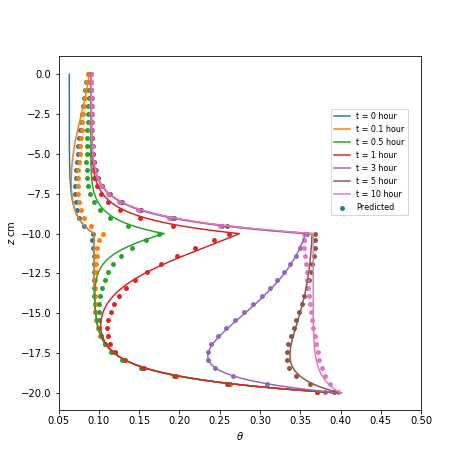 0.0
−2.5
−5.0
−7.5
−10.0
−12.5
−15.0
−17.5
−20.0
z cm
t = 0 hour
t = 0.1 hour
t = 0.5 hour
t = 1 hour
t = 3 hour
t = 5 hour
t = 10 hour
Predicted
0.05 0.10 0.15 0.20 0.25 0.30 0.35 0.40 0.45 0.50
θ